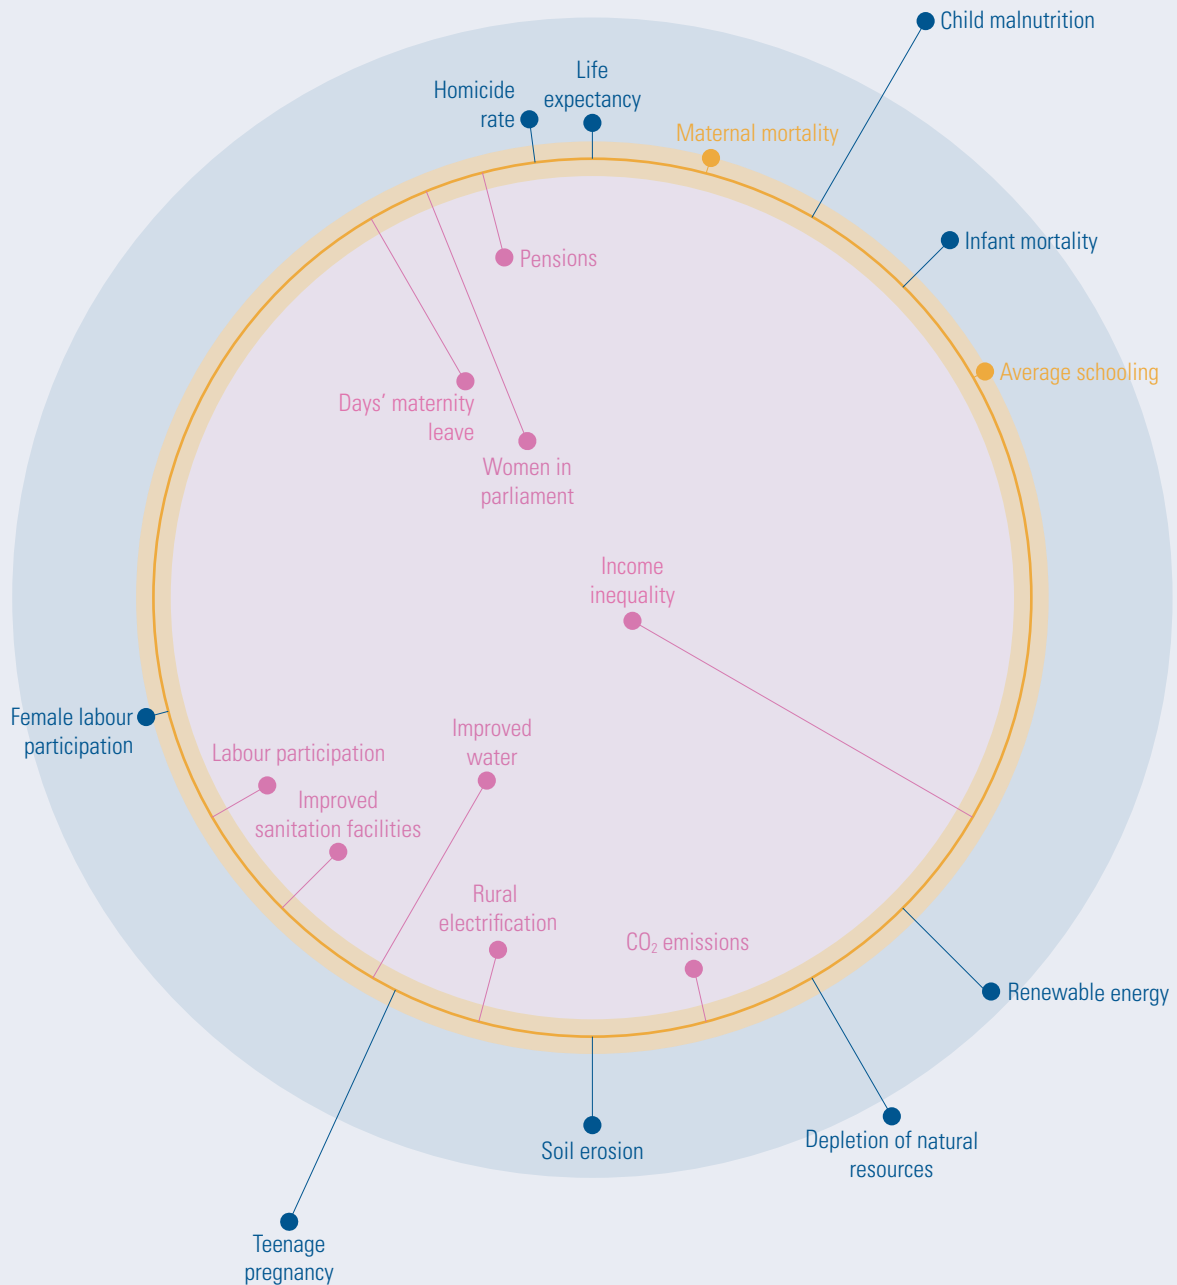 Child malnutrition
Life
expectancy
Homicide
rate
Maternal mortality
Infant mortality
Pensions
Average schooling
Days’ maternity
leave
Women in
parliament
Income
inequality
Female labour
participation
Improved
water
Labour participation
Improved
sanitation facilities
Rural
electrification
CO₂ emissions
Renewable energy
Depletion of natural
resources
Soil erosion
Teenage
pregnancy